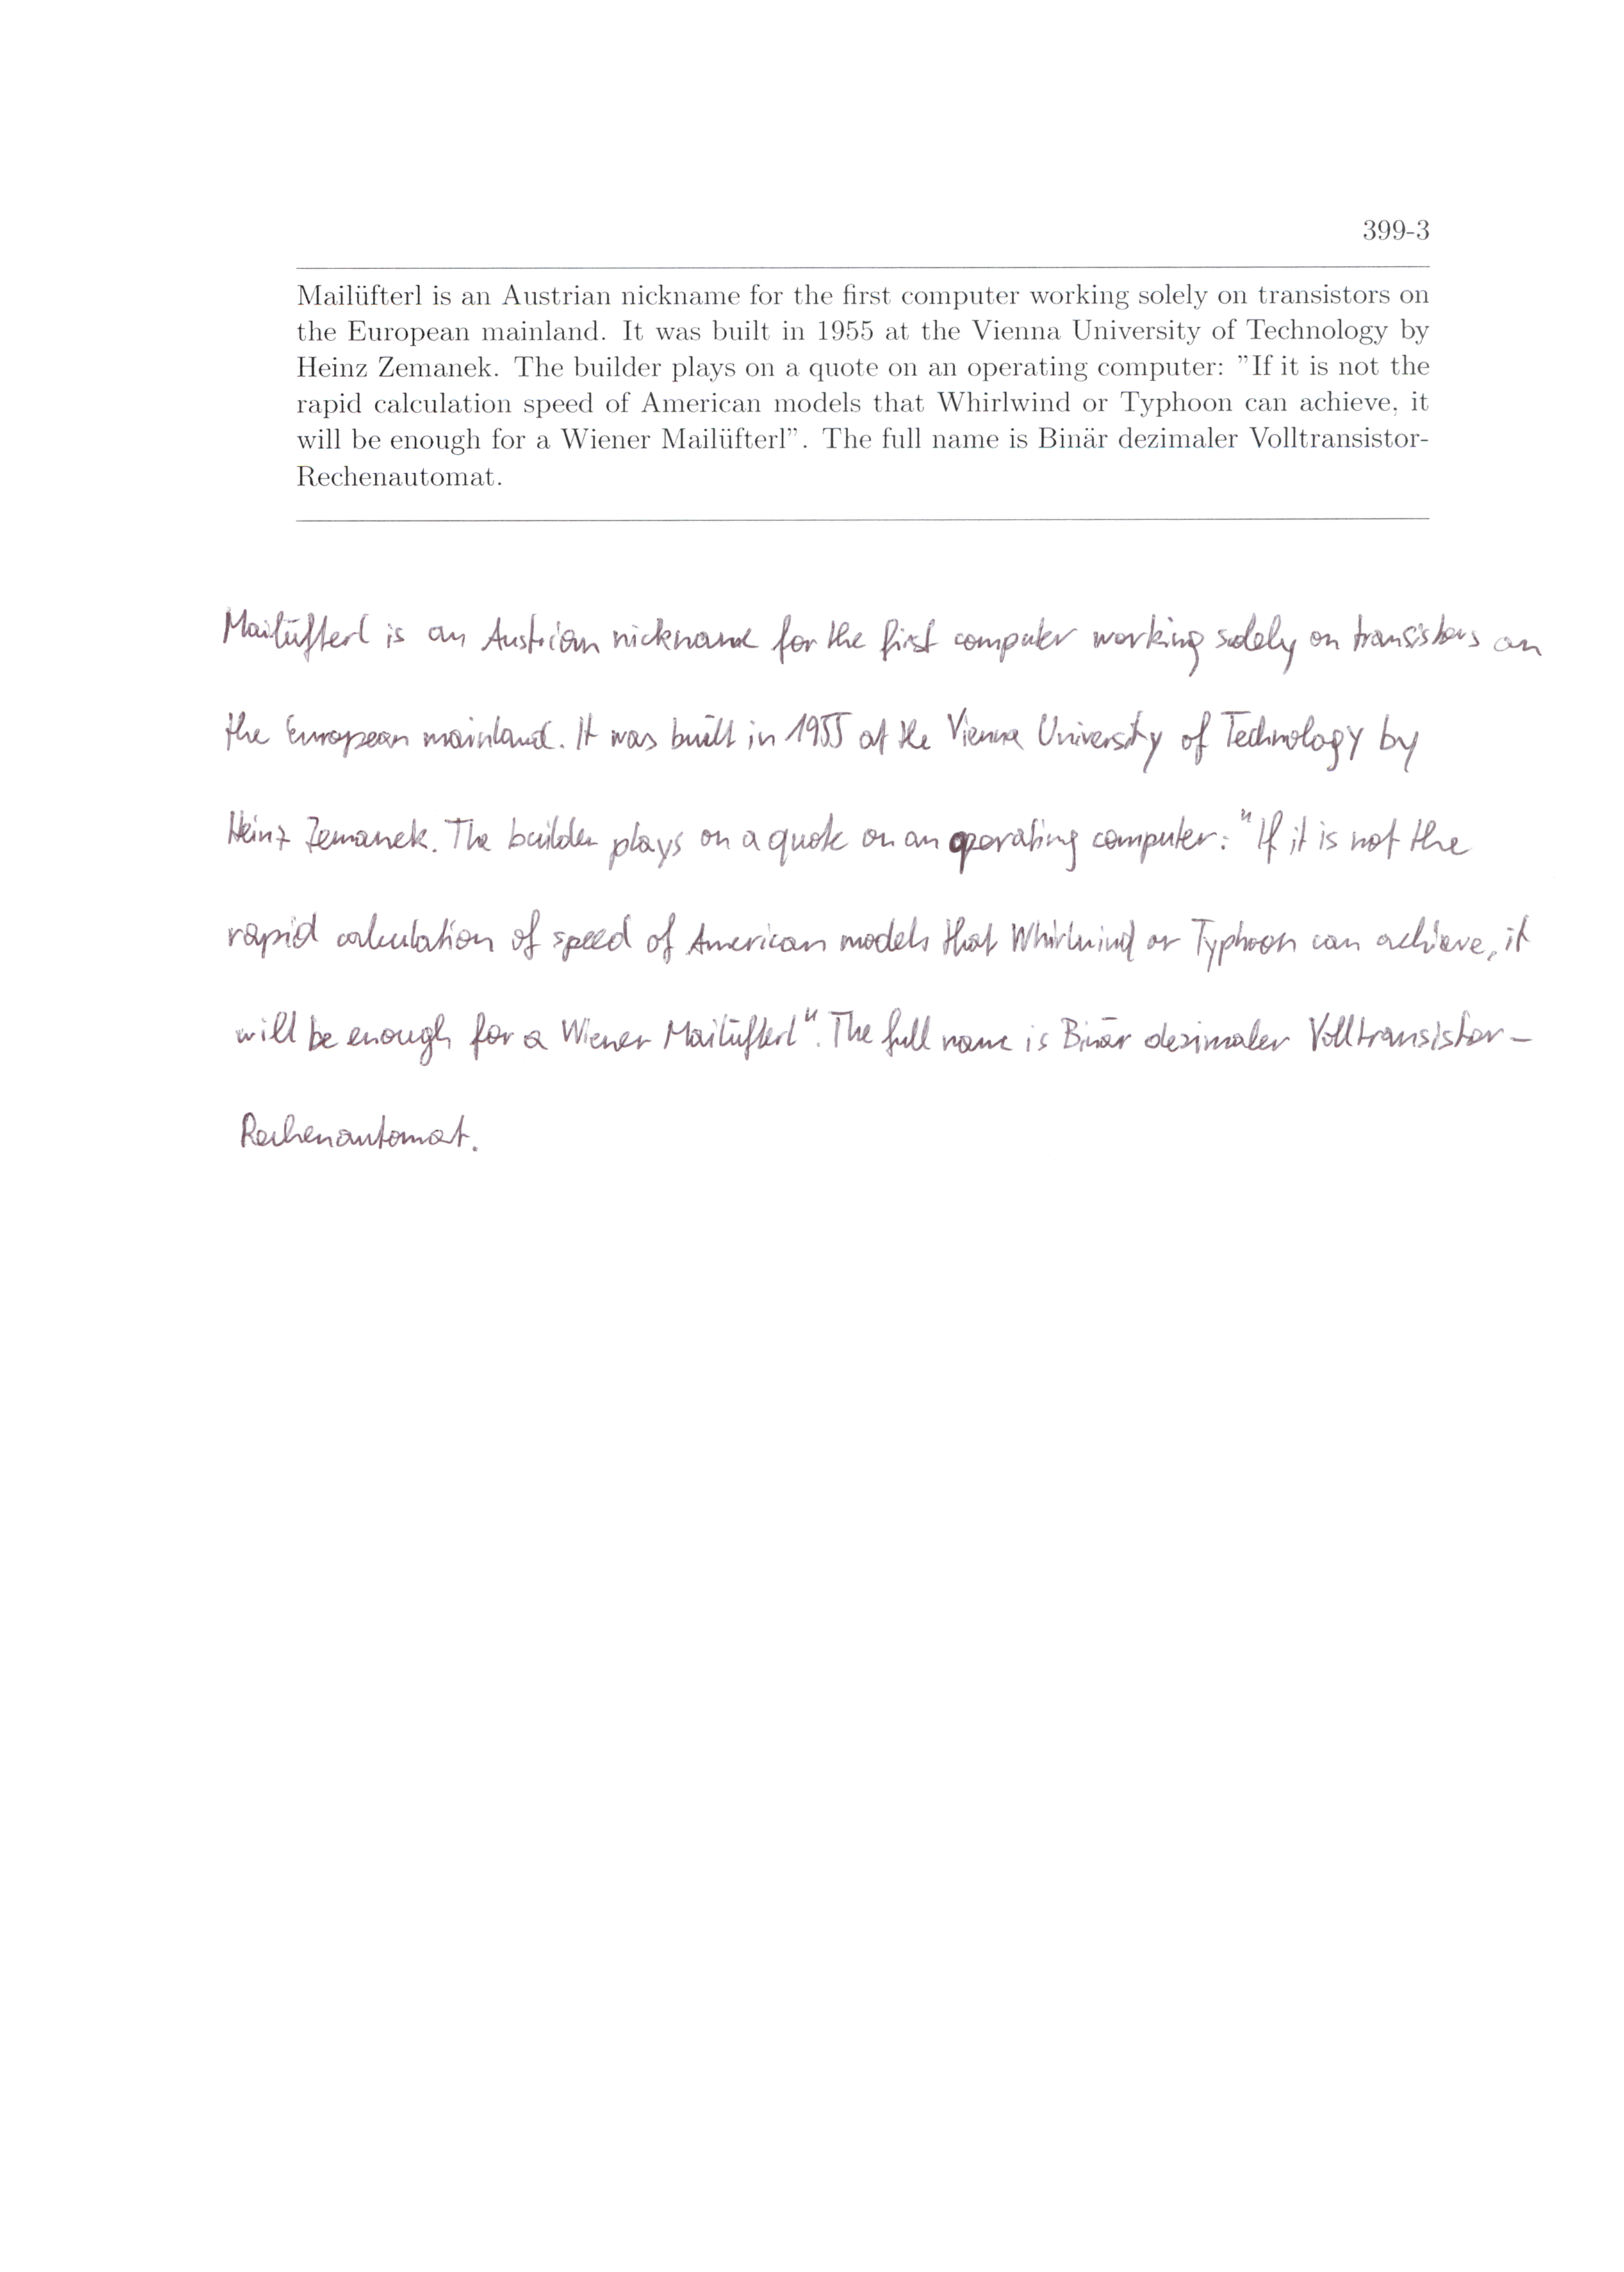 399-3
Mailüfterl is an Austrian nickname for the first computer working solely on transistors on
the European mainland. It was built in 1955 at the Vienna University of Technology by
Heinz Zemanek. The builder plays on a quote on an operating computer: ”If it is not the
rapid calculation speed of American models that Whirlwind or Typhoon can achieve, it
will be enough for a Wiener Mailüfterl”. The full name is Binär dezimaler Volltransistor-
Rechenautomat.
Mailüfterl is an Austrian nickname for the first computer working solely on transistors on
the European mainland. It was built in 1955 at the Vienna University of Technology by
Heinz Zemanek. The builder plays on a quote on an operating computer: "If it is not the
rapid calculation of speed of American models that Whirlwind or Typhoon can achieve, it
will be enough for a Wiener Mailüfterl". The full name is Binär dezimaler Volltransistor-
Rechenautomat.